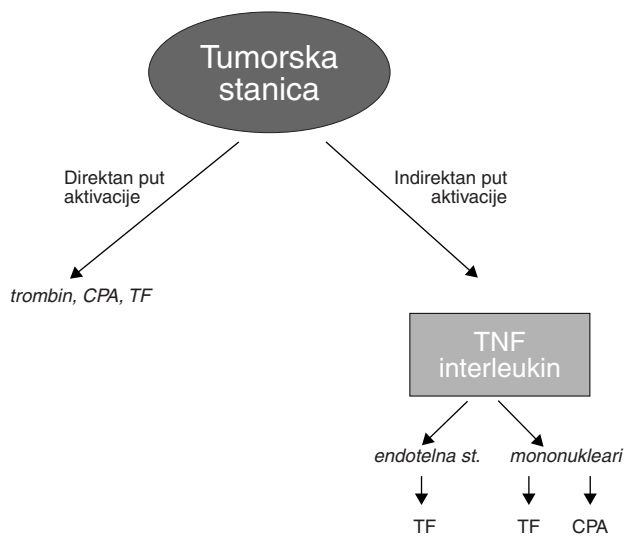 Tumorska
stanica
Direktan put
aktivacije
Indirektan put
aktivacije
trombin, CPA, TF
TNF
interleukin
endotelna st.
mononukleari
TF
TF
CPA